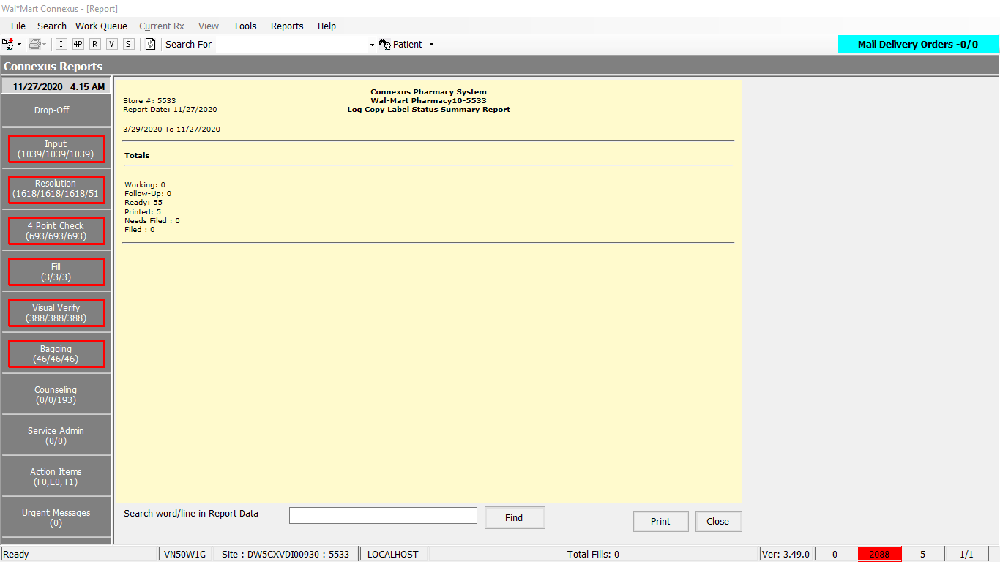 Wal*Mart Connexus - [Report]
File Search Work Queue Current Rx View Tools Reports Help
I 4P R V S Search For Patient
Mail Delivery Orders -0/0
Connexus Reports
11/27/2020 4:15 AM
Drop-Off
Input
(1039/1039/1039)
Resolution
(1618/1618/1618/51
4 Point Check
(693/693/693)
Fill
(3/3/3)
Visual Verify
(388/388/388)
Bagging
(46/46/46)
Counseling
(0/0/193)
Service Admin
(0/0)
Action Items
(F0,E0,T1)
Urgent Messages
(0)
Connexus Pharmacy System
Store #: 5533 Wal-Mart Pharmacy10-5533
Report Date: 11/27/2020 Log Copy Label Status Summary Report
3/29/2020 To 11/27/2020
Totals
Working: 0
Follow-Up: 0
Ready: 55
Printed: 5
Needs Filed : 0
Filed : 0
Search word/line in Report Data Find Print Close
Ready VN50W1G Site : DW5CXVDI00930 : 5533 LOCALHOST Total Fills: 0 Ver: 3.49.0 0 2088 5 1/1